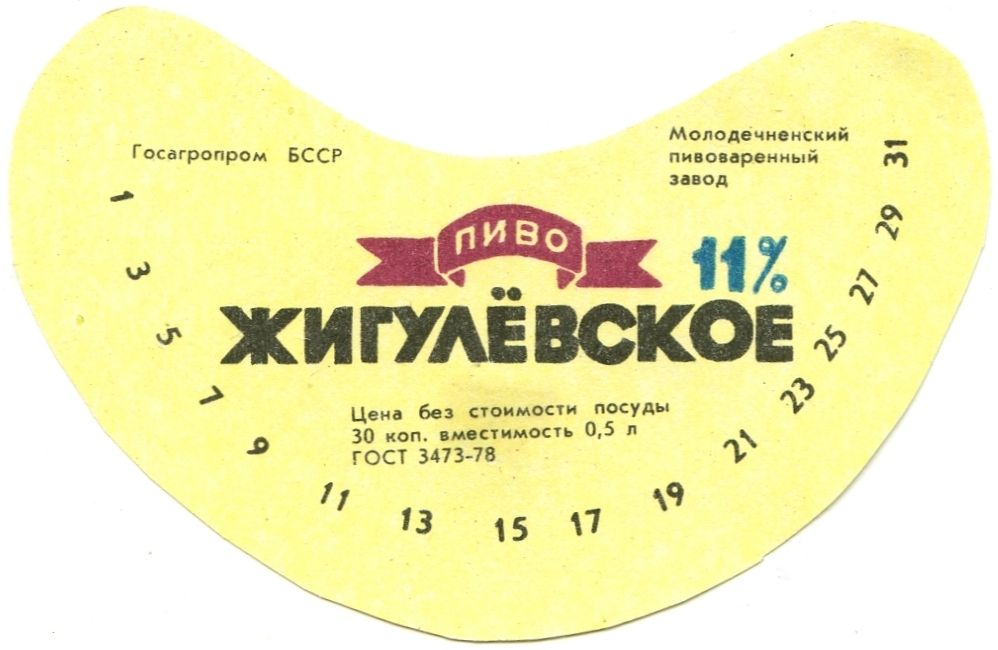 Госагропром БССР
Молодечненский
пивоваренный
завод
ПИВО
11%
ЖИГУЛЁВСКОЕ
Цена без стоимости посуды
30 коп. вместимость 0,5 л
ГОСТ 3473-78
1
3
5
7
9
11
13
15
17
19
21
23
25
27
29
31